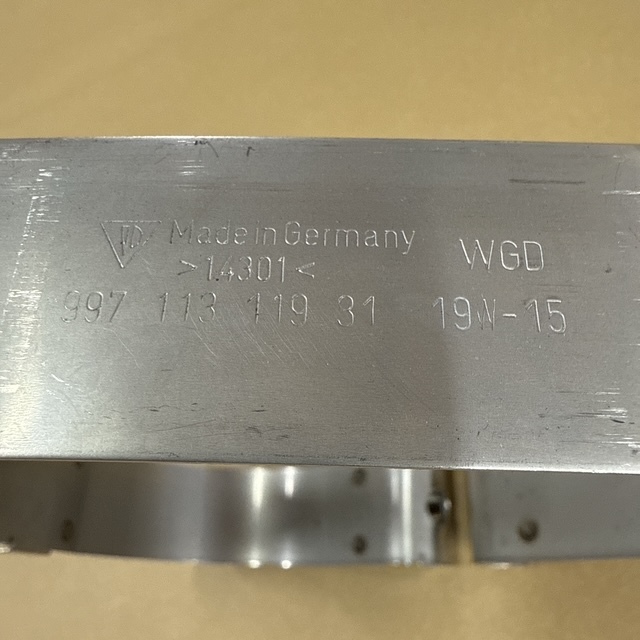 Made in Germany
>1.4301<
WGD
997 113 119 31 19W-15